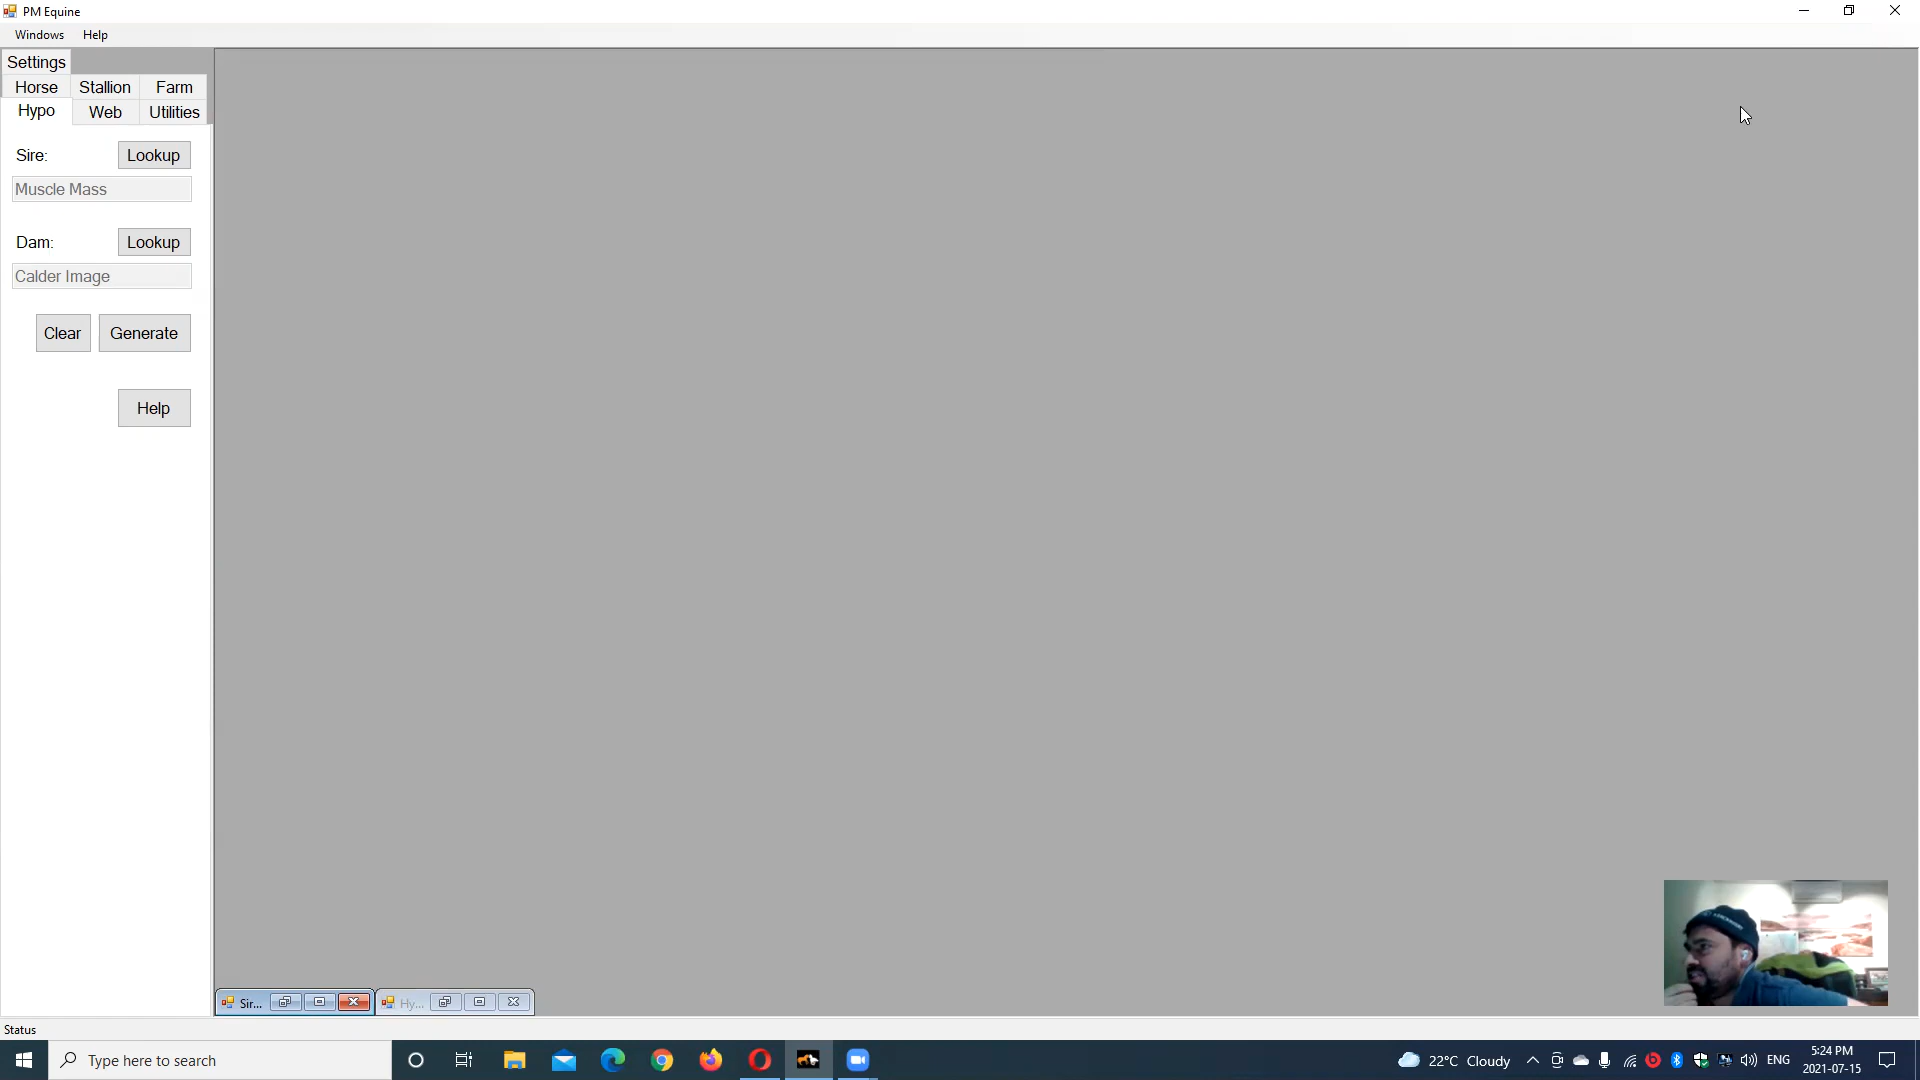 PM Equine
Windows Help
Settings
Horse Stallion Farm
Hypo Web Utilities
Sire: Lookup
Muscle Mass
Dam: Lookup
Calder Image
Clear Generate
Help
Sir... Hy...
Status
Type here to search
22°C Cloudy
ENG
5:24 PM
2021-07-15